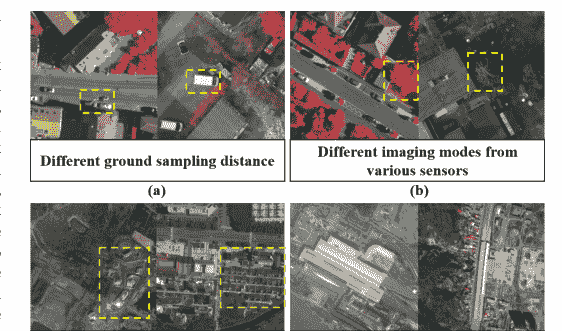 Different ground sampling distance
Different imaging modes from
various sensors
(a)
(b)